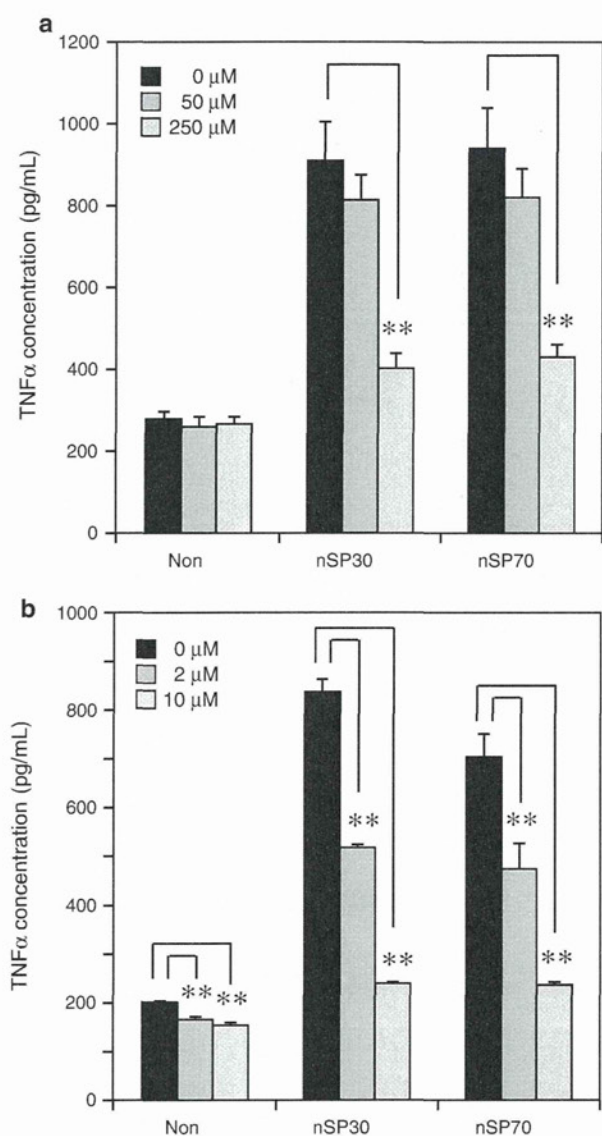 a
1200
1000
800
600
400
200
0
TNFα concentration (pg/mL)
0 μM
50 μM
250 μM
**
**
Non
nSP30
nSP70
b
1000
800
600
400
200
0
TNFα concentration (pg/mL)
0 μM
2 μM
10 μM
** **
**
**
**
**
Non
nSP30
nSP70